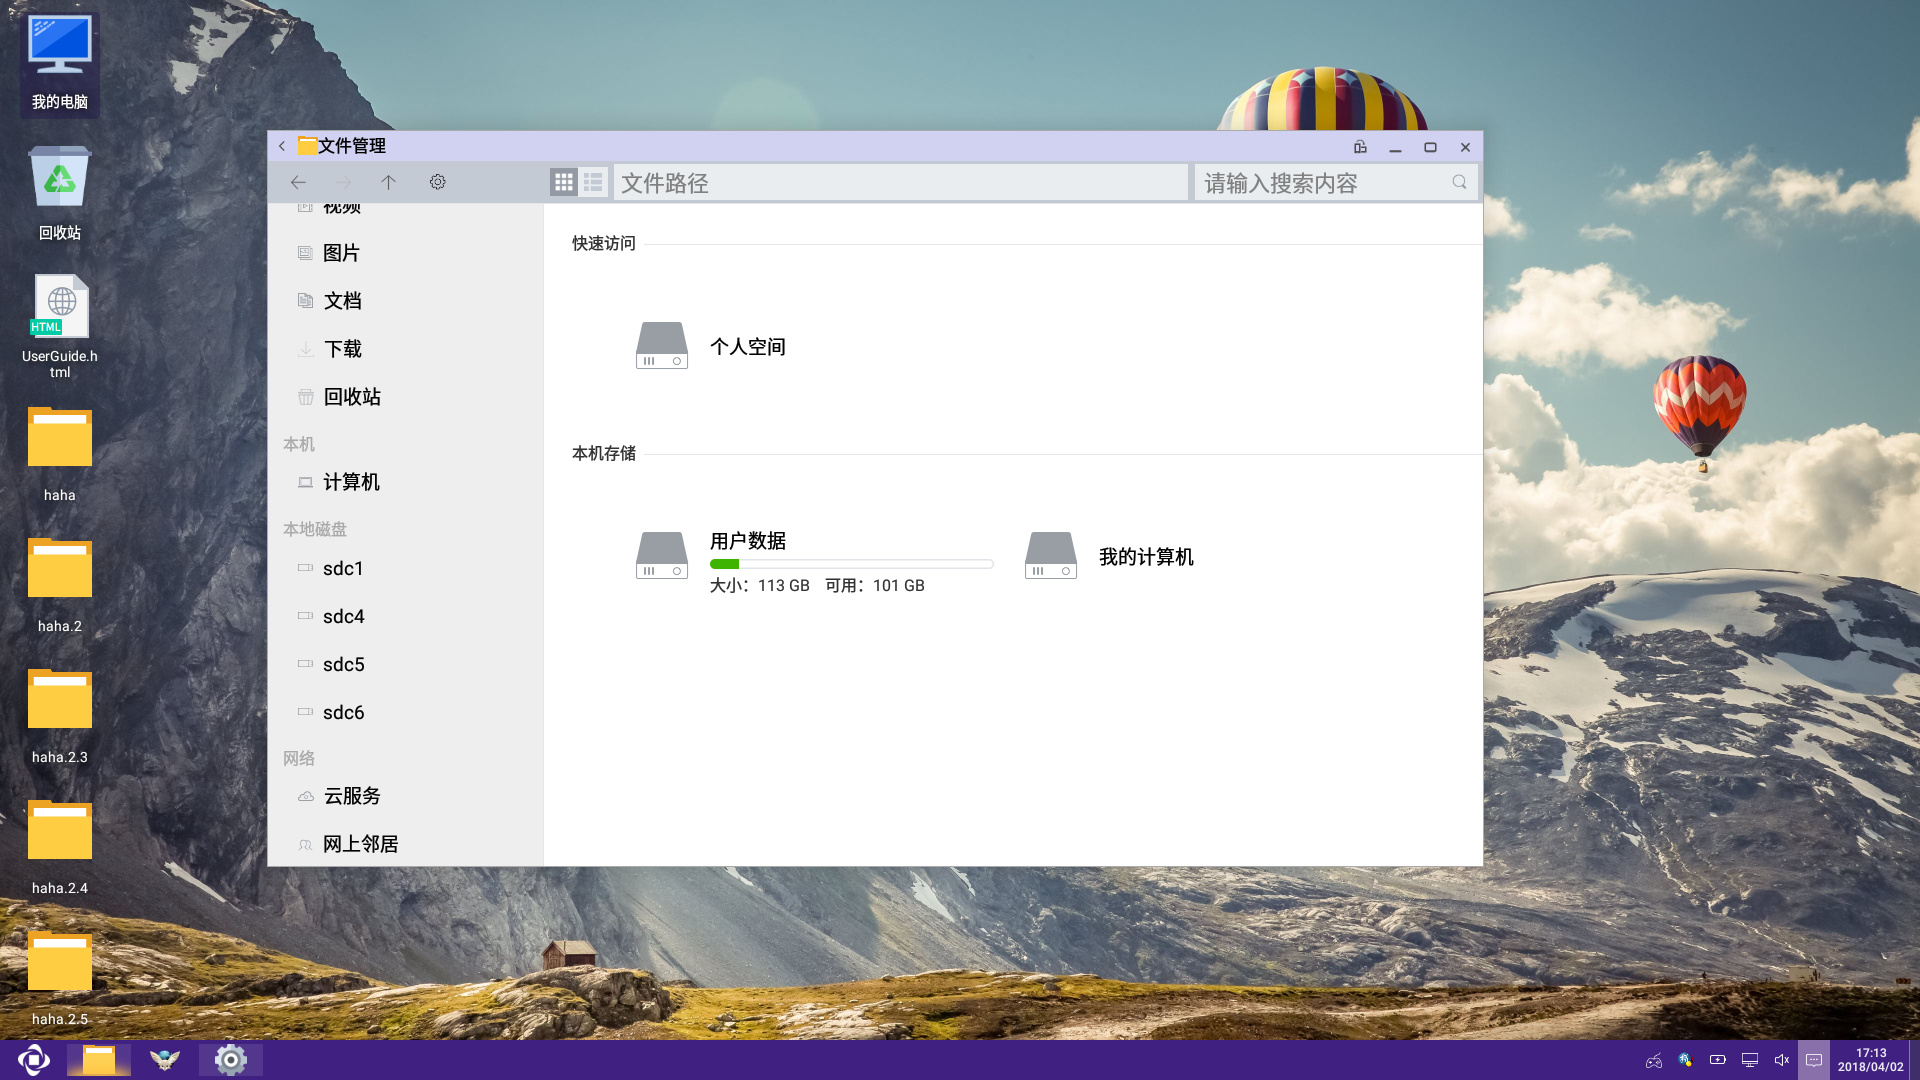 我的电脑
回收站
HTML
UserGuide.h
tml
haha
haha.2
haha.2.3
haha.2.4
haha.2.5
文件管理
文件路径
请输入搜索内容
视频
图片
文档
下载
回收站
本机
计算机
本地磁盘
sdc1
sdc4
sdc5
sdc6
网络
云服务
网上邻居
快速访问
个人空间
本机存储
用户数据
大小：113 GB 可用：101 GB
我的计算机
17:13
2018/04/02